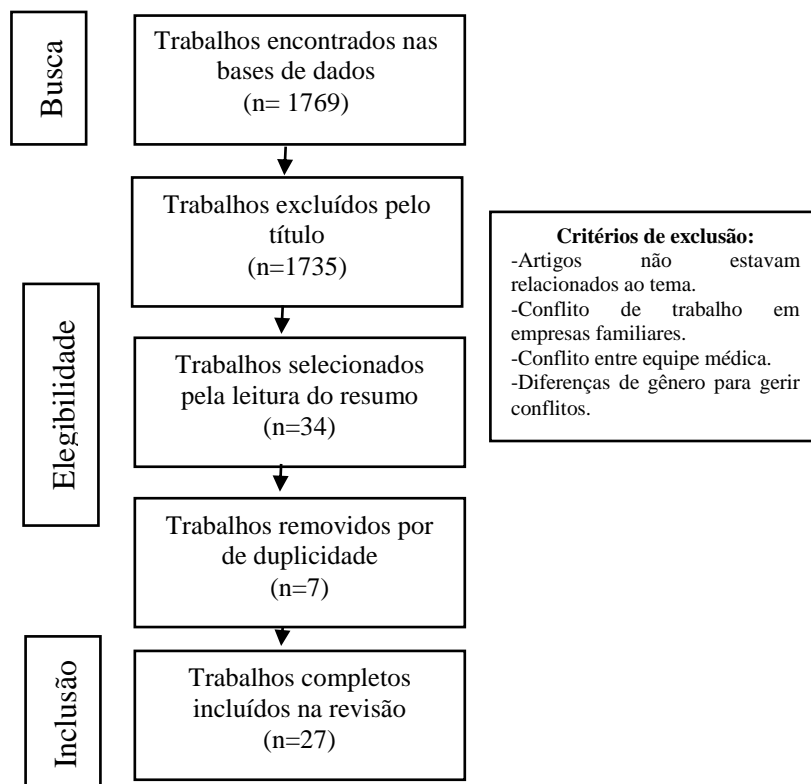 Busca
Trabalhos encontrados nas
bases de dados
(n= 1769)
Trabalhos excluídos pelo
título
(n=1735)
Critérios de exclusão:
-Artigos não estavam
relacionados ao tema.
-Conflito de trabalho em
empresas familiares.
-Conflito entre equipe médica.
-Diferenças de gênero para gerir
conflitos.
Elegibilidade
Trabalhos selecionados
pela leitura do resumo
(n=34)
Trabalhos removidos por
de duplicidade
(n=7)
Inclusão
Trabalhos completos
incluídos na revisão
(n=27)